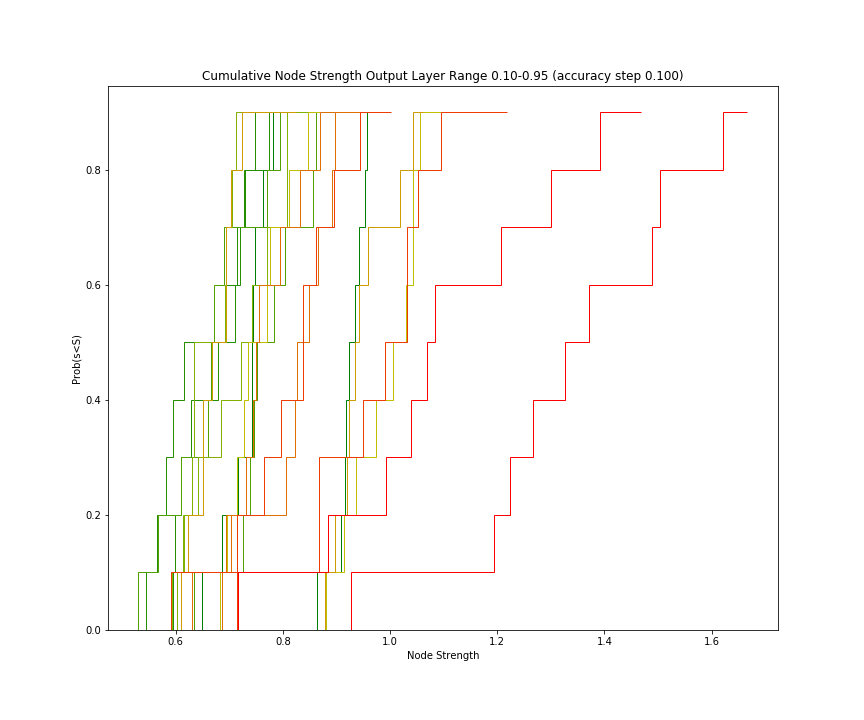 Cumulative Node Strength Output Layer Range 0.10-0.95 (accuracy step 0.100)
Prob(s<S)
0.8
0.6
0.4
0.2
0.0
0.6 0.8 1.0 1.2 1.4 1.6
Node Strength